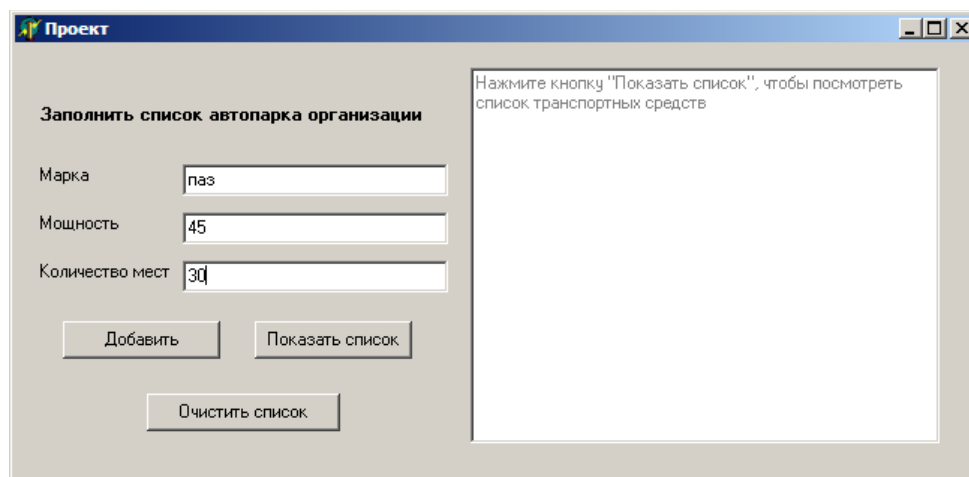 Проект
Заполнить список автопарка организации
Марка
паз
Мощность
45
Количество мест
30
Добавить
Показать список
Очистить список
Нажмите кнопку "Показать список", чтобы посмотреть
список транспортных средств